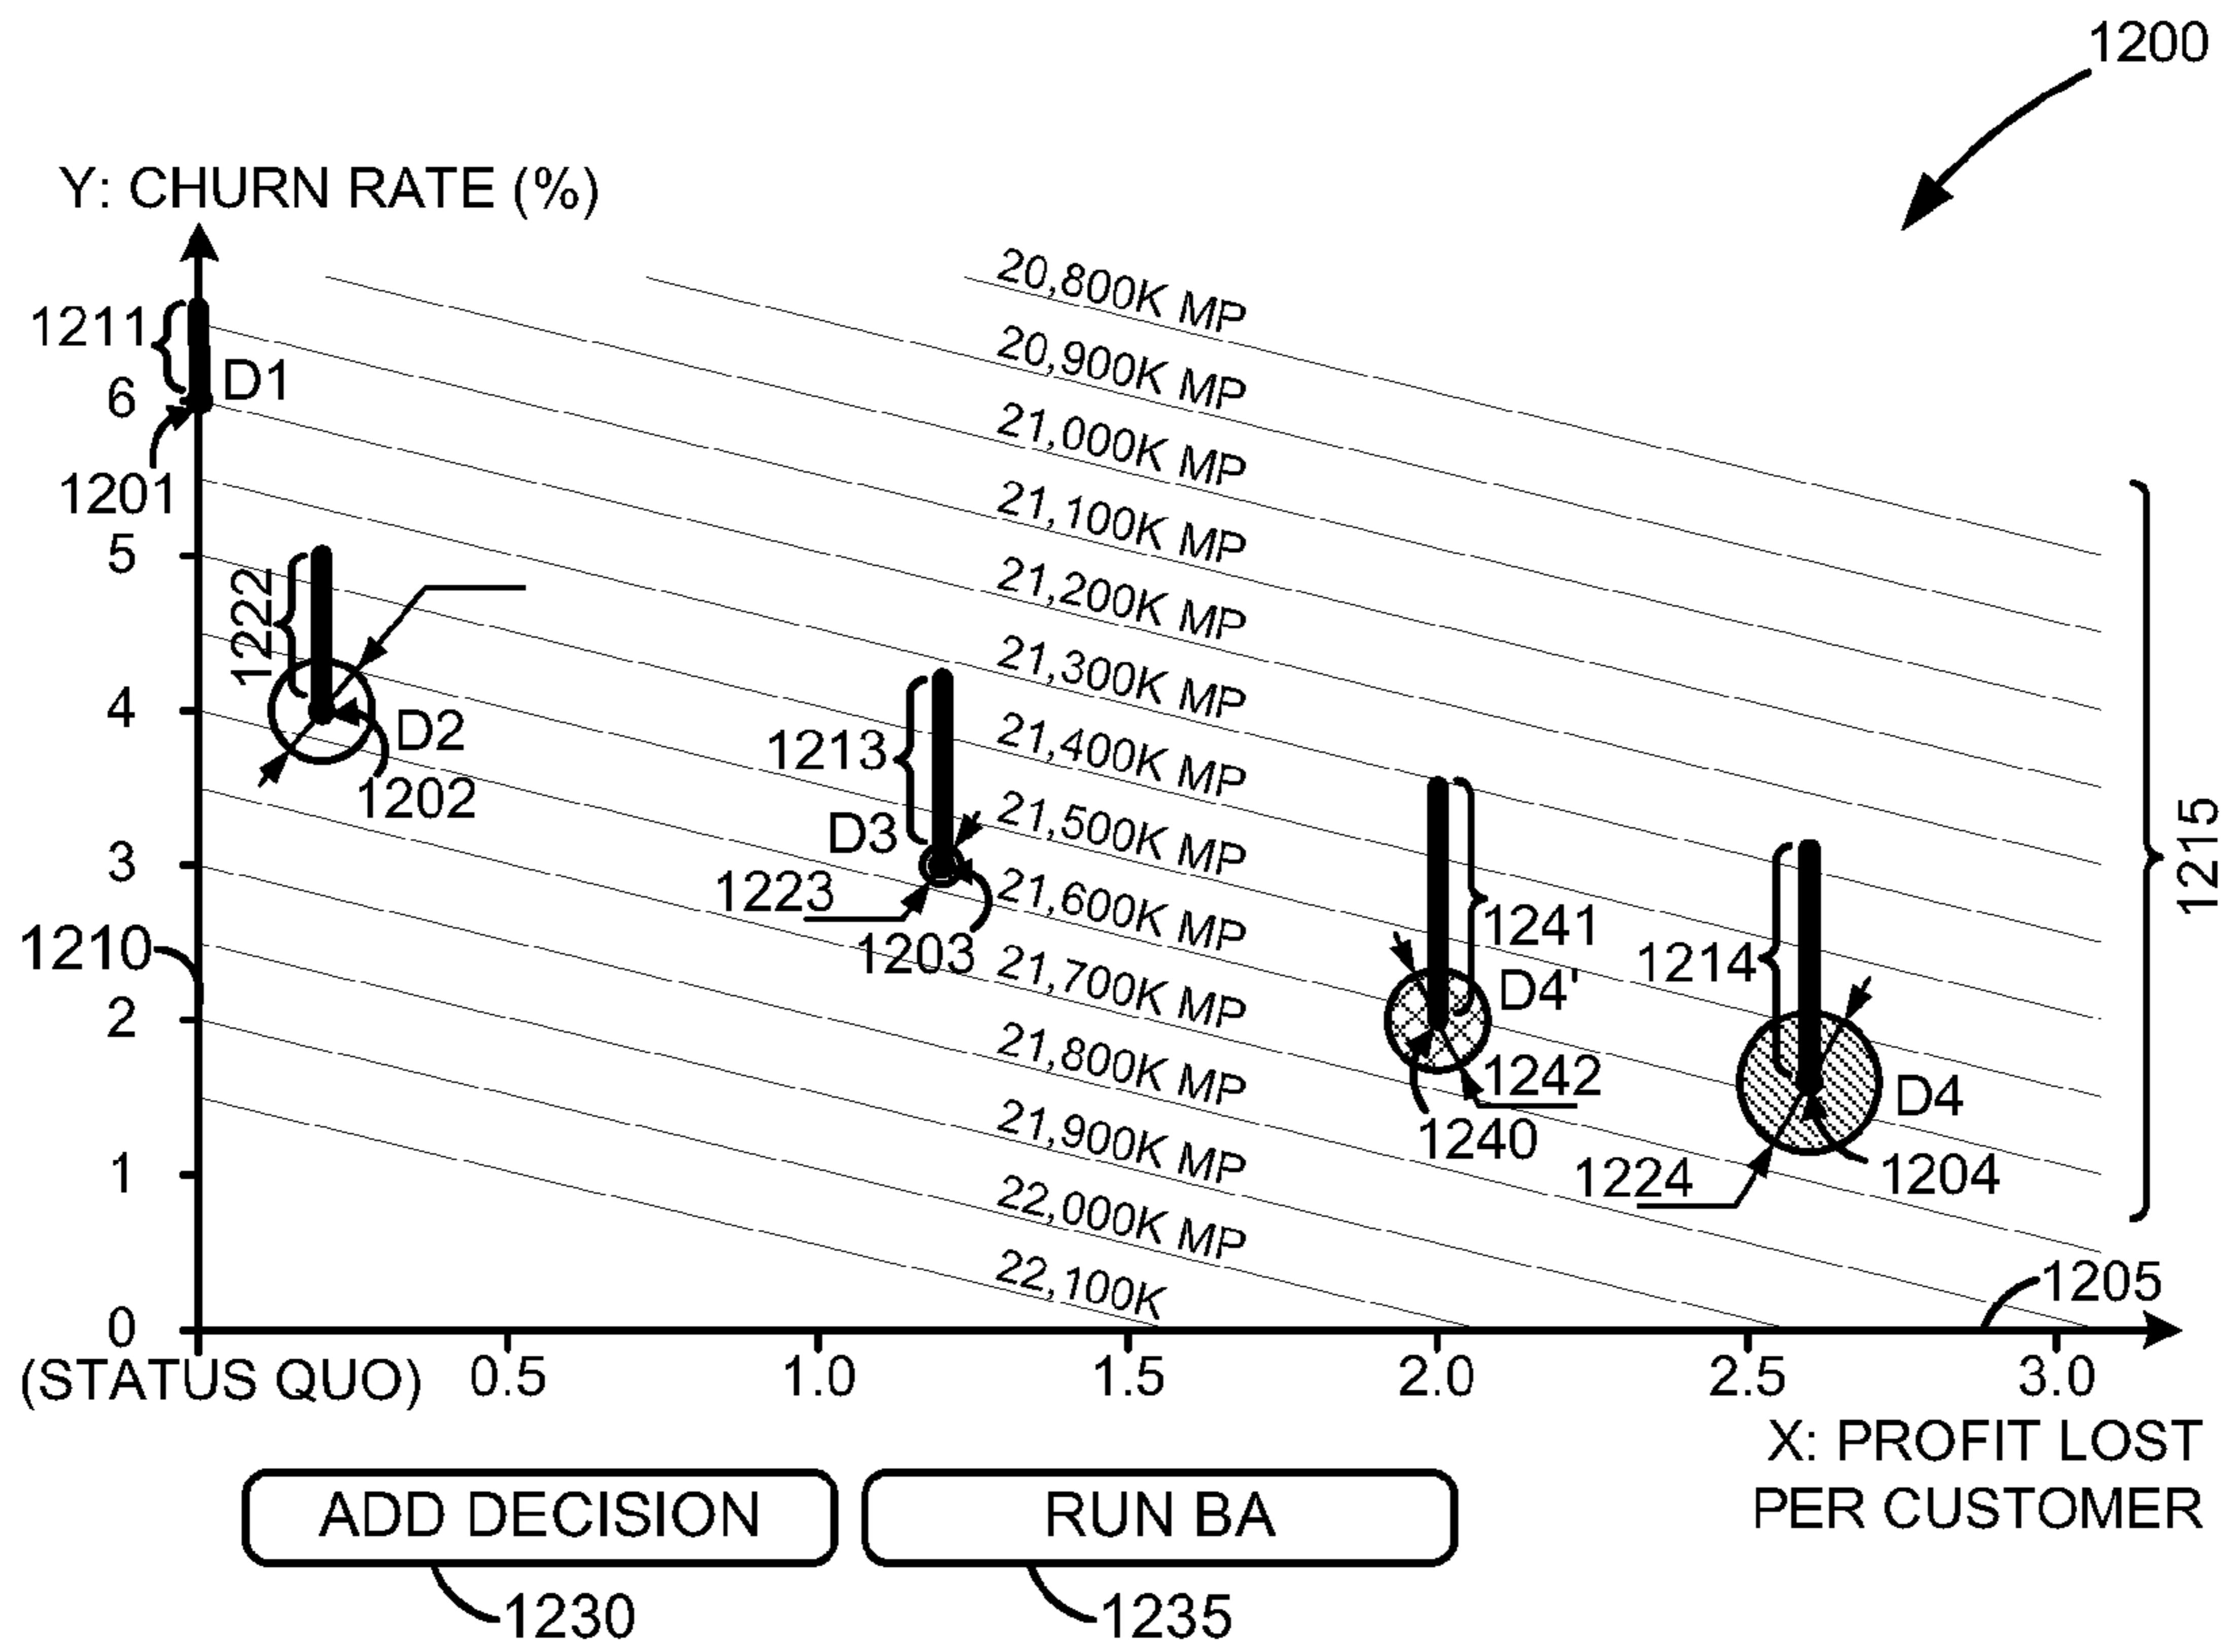 1200
Y: CHURN RATE (%)
20,800K MP
1211
D1
20,900K MP
6
21,000K MP
1201
21,100K MP
5
21,200K MP
1222
21,300K MP
4
D2
1213
21,400K MP
1202
D3
21,500K MP
1215
3
1223
21,600K MP
1241
1210
1203
21,700K MP
1214
D4'
2
21,800K MP
1242
D4
1240
1
21,900K MP
1224
1204
22,000K MP
22,100K
1205
0
(STATUS QUO) 0.5 1.0 1.5 2.0 2.5 3.0
X: PROFIT LOST
PER CUSTOMER
ADD DECISION
RUN BA
1230
1235